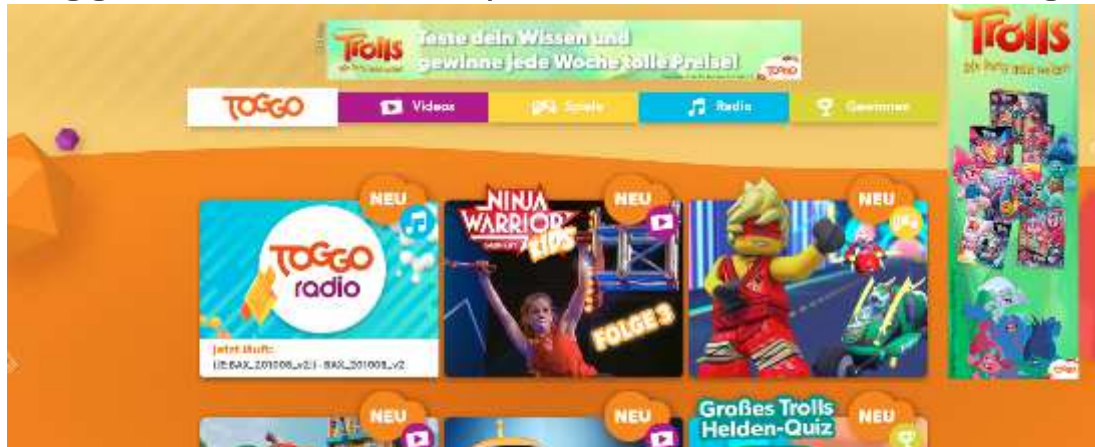 Trolls
Teste dein Wissen und
gewinne jede Woche tolle Preise!
TOGGO
Trolls
TOGGO
Videos
Spiele
Radio
Gewinnen
NEU
NEU
NEU
TOGGO
radio
NINJA
WARRIOR
KIDS
FOLGE 3
Jetzt läuft:
NEU
NEU
Großes Trolls
Helden-Quiz
NEU